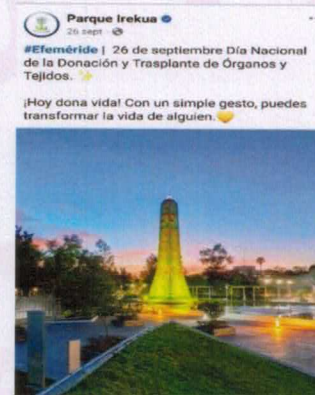 Parque Irekua
26 sept ·
#Efeméride | 26 de septiembre Día Nacional
de la Donación y Trasplante de Órganos y
Tejidos. ✨
¡Hoy dona vida! Con un simple gesto, puedes
transformar la vida de alguien. 💛